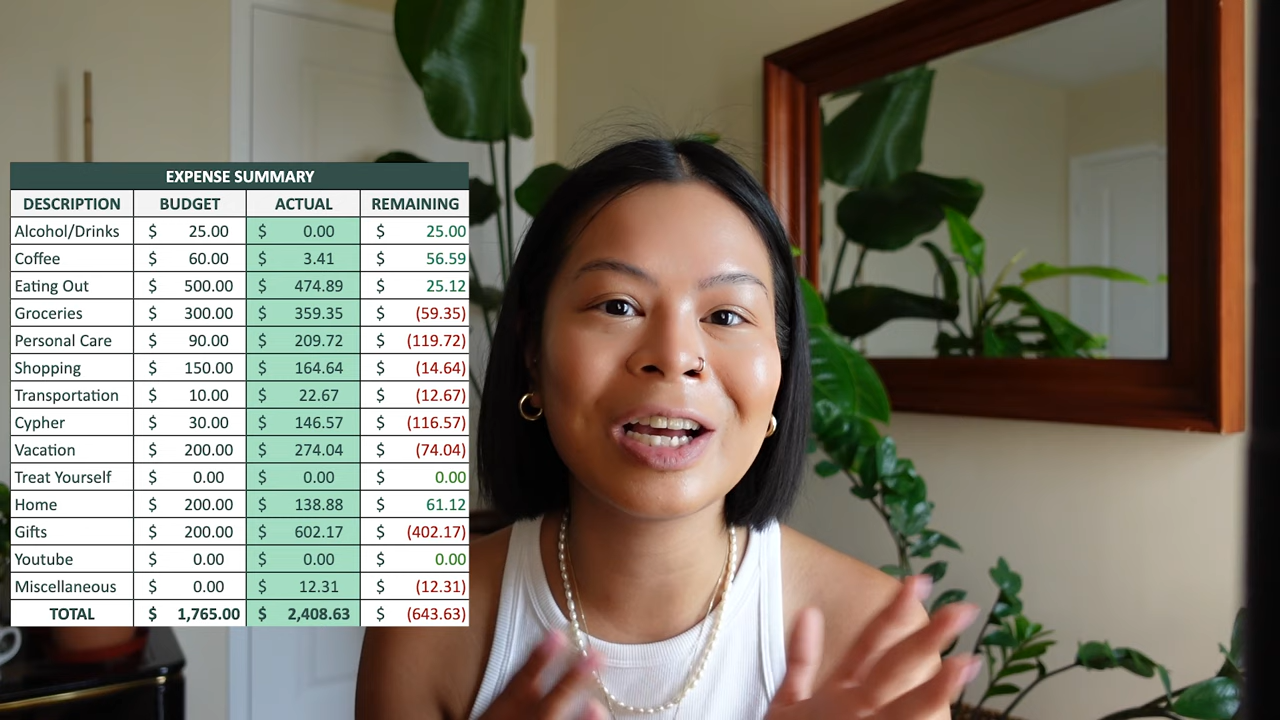 EXPENSE SUMMARY
DESCRIPTION BUDGET ACTUAL REMAINING
Alcohol/Drinks $ 25.00 $ 0.00 $ 25.00
Coffee $ 60.00 $ 3.41 $ 56.59
Eating Out $ 500.00 $ 474.89 $ 25.12
Groceries $ 300.00 $ 359.35 $ (59.35)
Personal Care $ 90.00 $ 209.72 $ (119.72)
Shopping $ 150.00 $ 164.64 $ (14.64)
Transportation $ 10.00 $ 22.67 $ (12.67)
Cypher $ 30.00 $ 146.57 $ (116.57)
Vacation $ 200.00 $ 274.04 $ (74.04)
Treat Yourself $ 0.00 $ 0.00 $ 0.00
Home $ 200.00 $ 138.88 $ 61.12
Gifts $ 200.00 $ 602.17 $ (402.17)
Youtube $ 0.00 $ 0.00 $ 0.00
Miscellaneous $ 0.00 $ 12.31 $ (12.31)
TOTAL $ 1,765.00 $ 2,408.63 $ (643.63)